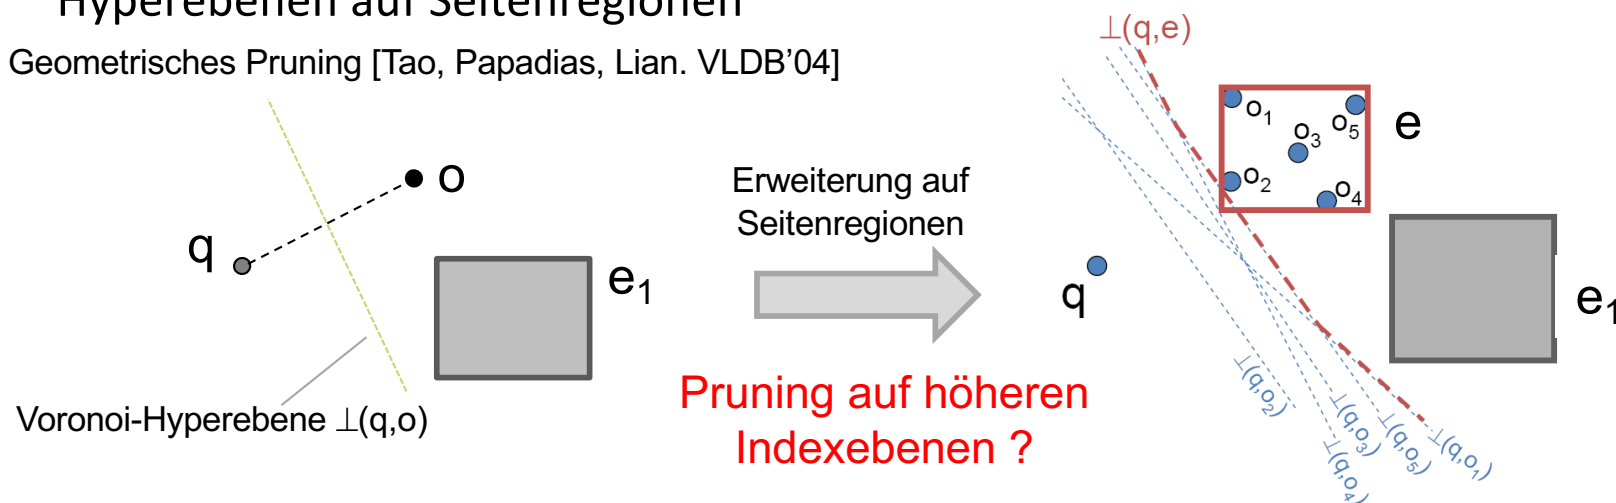 Hyperebenen auf Seitenregionen
Geometrisches Pruning [Tao, Papadias, Lian. VLDB'04]
o
q
e₁
Voronoi-Hyperebene ⊥(q,o)
Erweiterung auf
Seitenregionen
Pruning auf höheren
Indexebenen ?
⊥(q,e)
o₁
o₅
o₃
o₂
o₄
e
q
e₁
⊥(q,o₂)
⊥(q,o₄)
⊥(q,o₃)
⊥(q,o₅)
⊥(q,o₁)